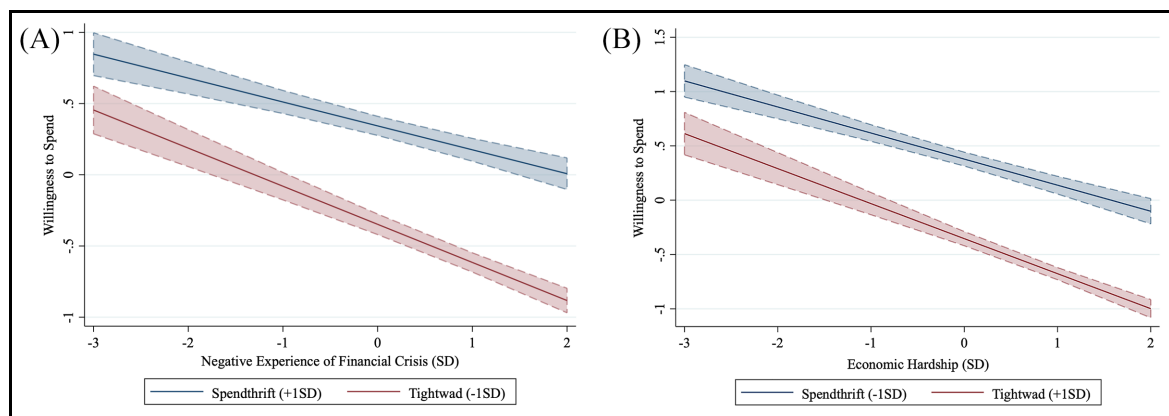 (A)
Willingness to Spend
1
.5
0
-.5
-1
-3 -2 -1 0 1 2
Negative Experience of Financial Crisis (SD)
Spendthrift (+1SD) Tightwad (-1SD)
(B)
Willingness to Spend
1.5
1
.5
0
-.5
-1
-3 -2 -1 0 1 2
Economic Hardship (SD)
Spendthrift (-1SD) Tightwad (+1SD)